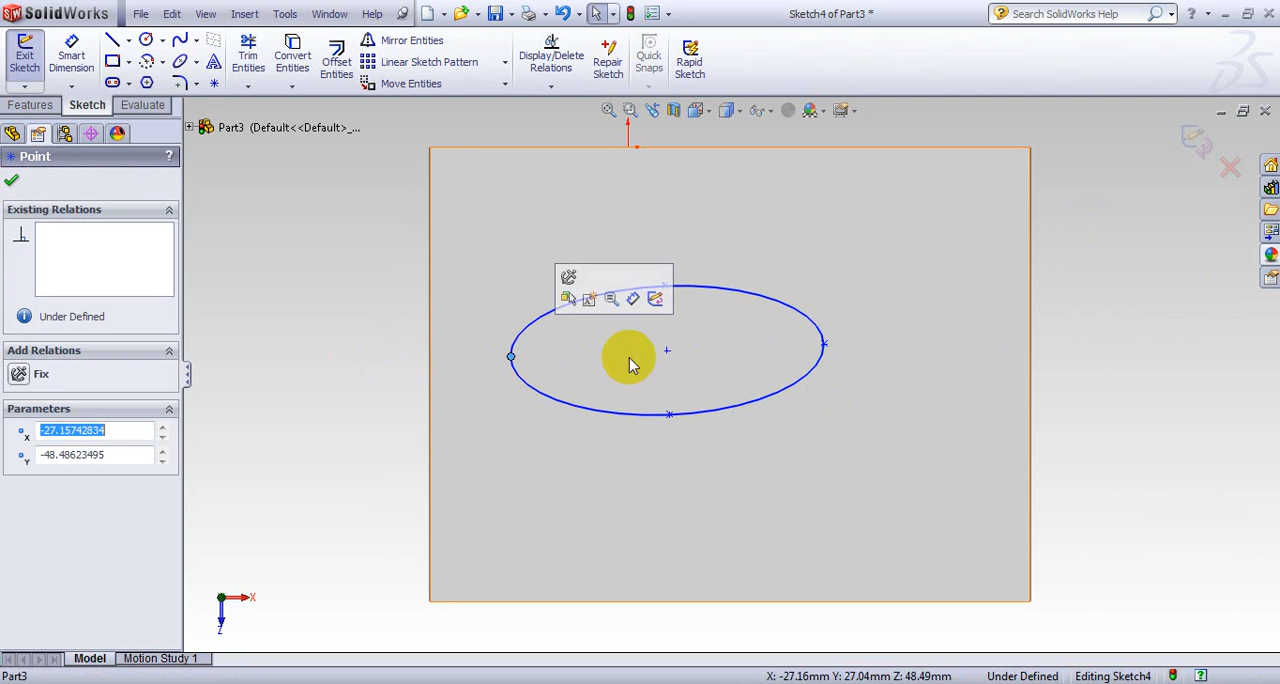 SolidWorks File Edit View Insert Tools Window Help Sketch4 of Part3 * Search SolidWorks Help
Exit Sketch
Smart Dimension
Trim Entities
Convert Entities
Offset Entities
Mirror Entities
Linear Sketch Pattern
Move Entities
Display/Delete Relations
Repair Sketch
Quick Snaps
Rapid Sketch
Features Sketch Evaluate
Part3 (Default<<Default>_...
Point ?
Existing Relations
Under Defined
Add Relations
Fix
Parameters
X -27.15742834
Y -48.48623495
X
Z
Model Motion Study 1
Part3 X: -27.16mm Y: 27.04mm Z: 48.49mm Under Defined Editing Sketch4